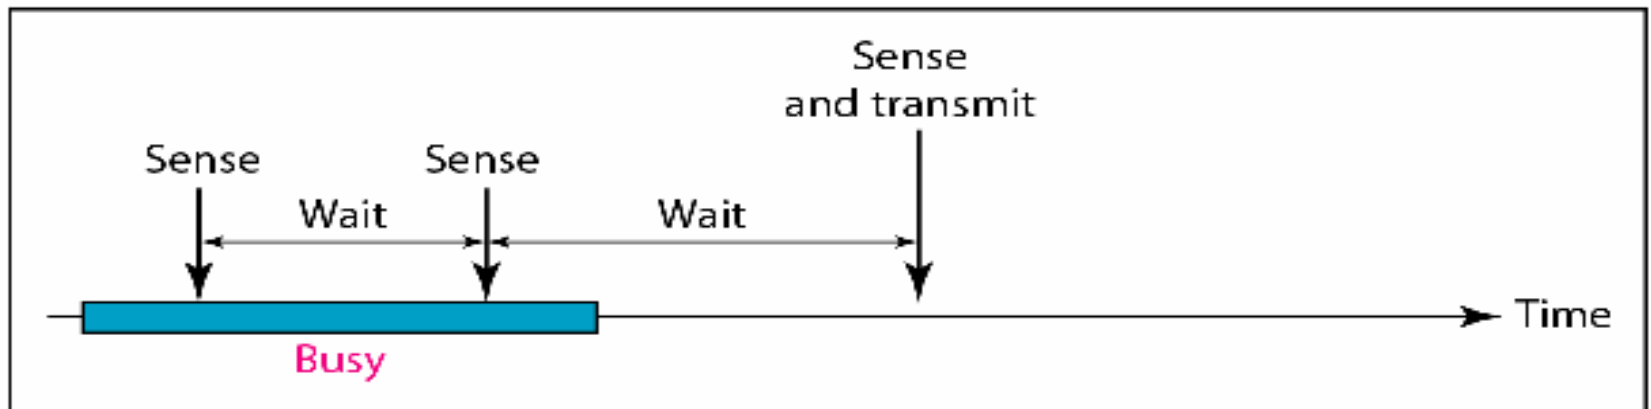 Sense
and transmit
Sense
Sense
Wait
Wait
Time
Busy